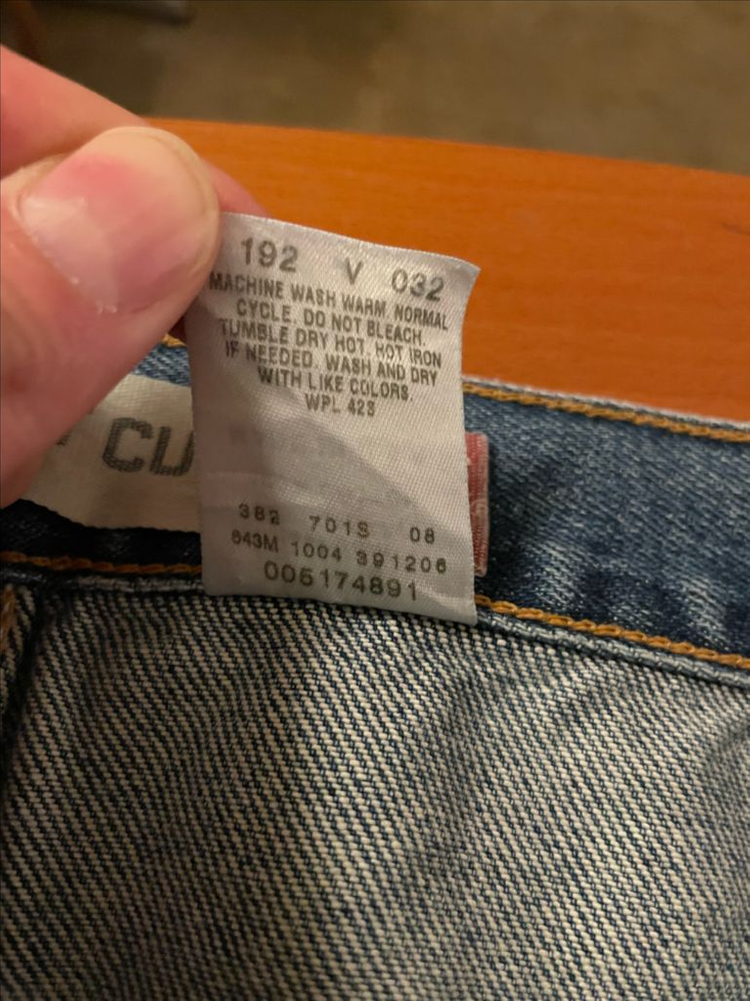 192 V 032
MACHINE WASH WARM. NORMAL
CYCLE. DO NOT BLEACH.
TUMBLE DRY HOT. HOT IRON
IF NEEDED. WASH AND DRY
WITH LIKE COLORS.
WPL 423
CU
382 701S 08
643M 1004 391206
005174891